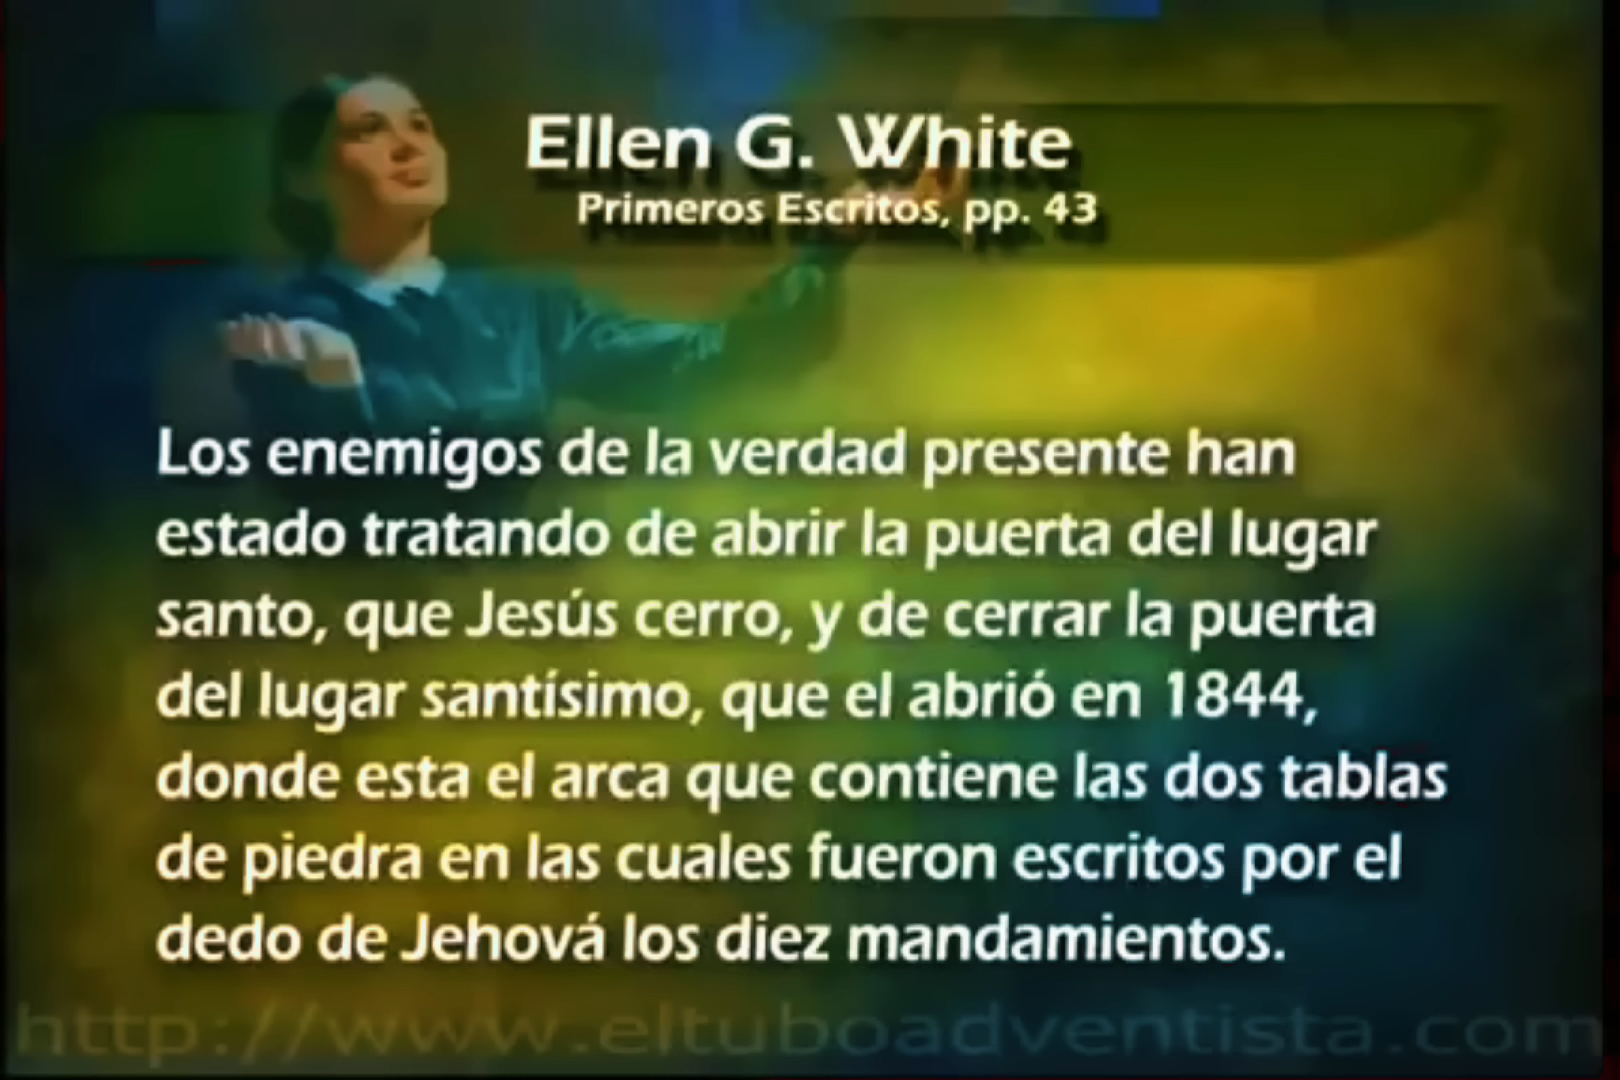 Ellen G. White
Primeros Escritos, pp. 43
Los enemigos de la verdad presente han
estado tratando de abrir la puerta del lugar
santo, que Jesús cerro, y de cerrar la puerta
del lugar santísimo, que el abrió en 1844,
donde esta el arca que contiene las dos tablas
de piedra en las cuales fueron escritos por el
dedo de Jehová los diez mandamientos.
http://www.eltuboadventista.com